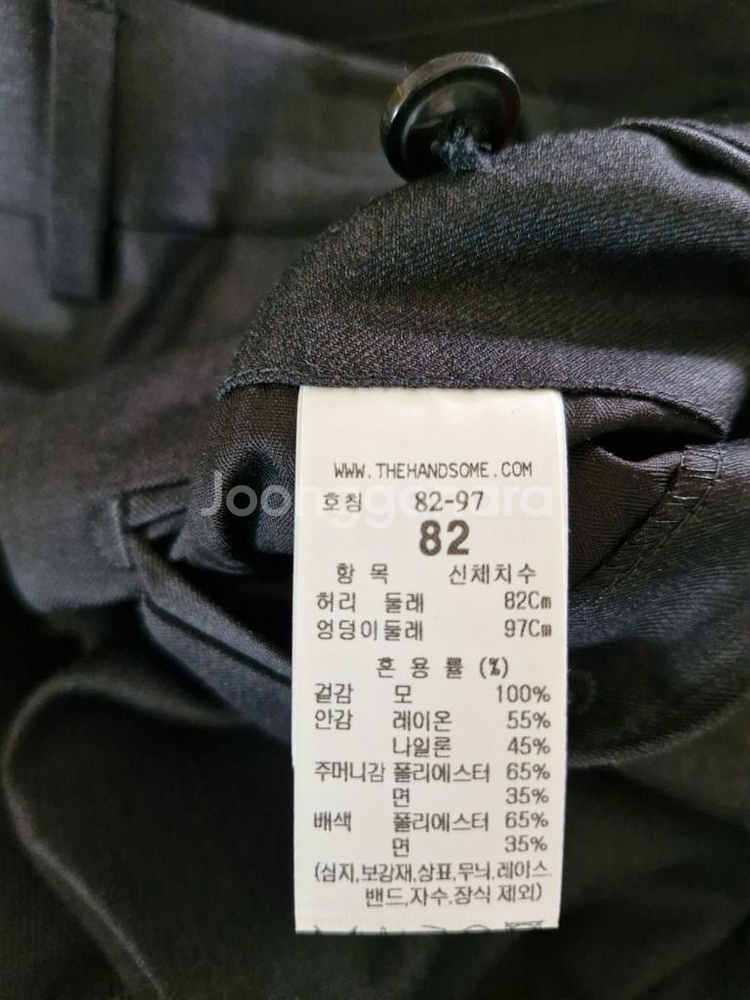 WWW.THEHANDSOME.COM
Joonggonara
호칭 82-97
82
항 목 신체치수
허리 둘레 82Cm
엉덩이둘레 97Cm
혼 용 률 (%)
겉감 모 100%
안감 레이온 55%
나일론 45%
주머니감 폴리에스터 65%
면 35%
배색 폴리에스터 65%
면 35%
(심지,보강재,상표,무늬,레이스.
밴드,자수,장식 제외)